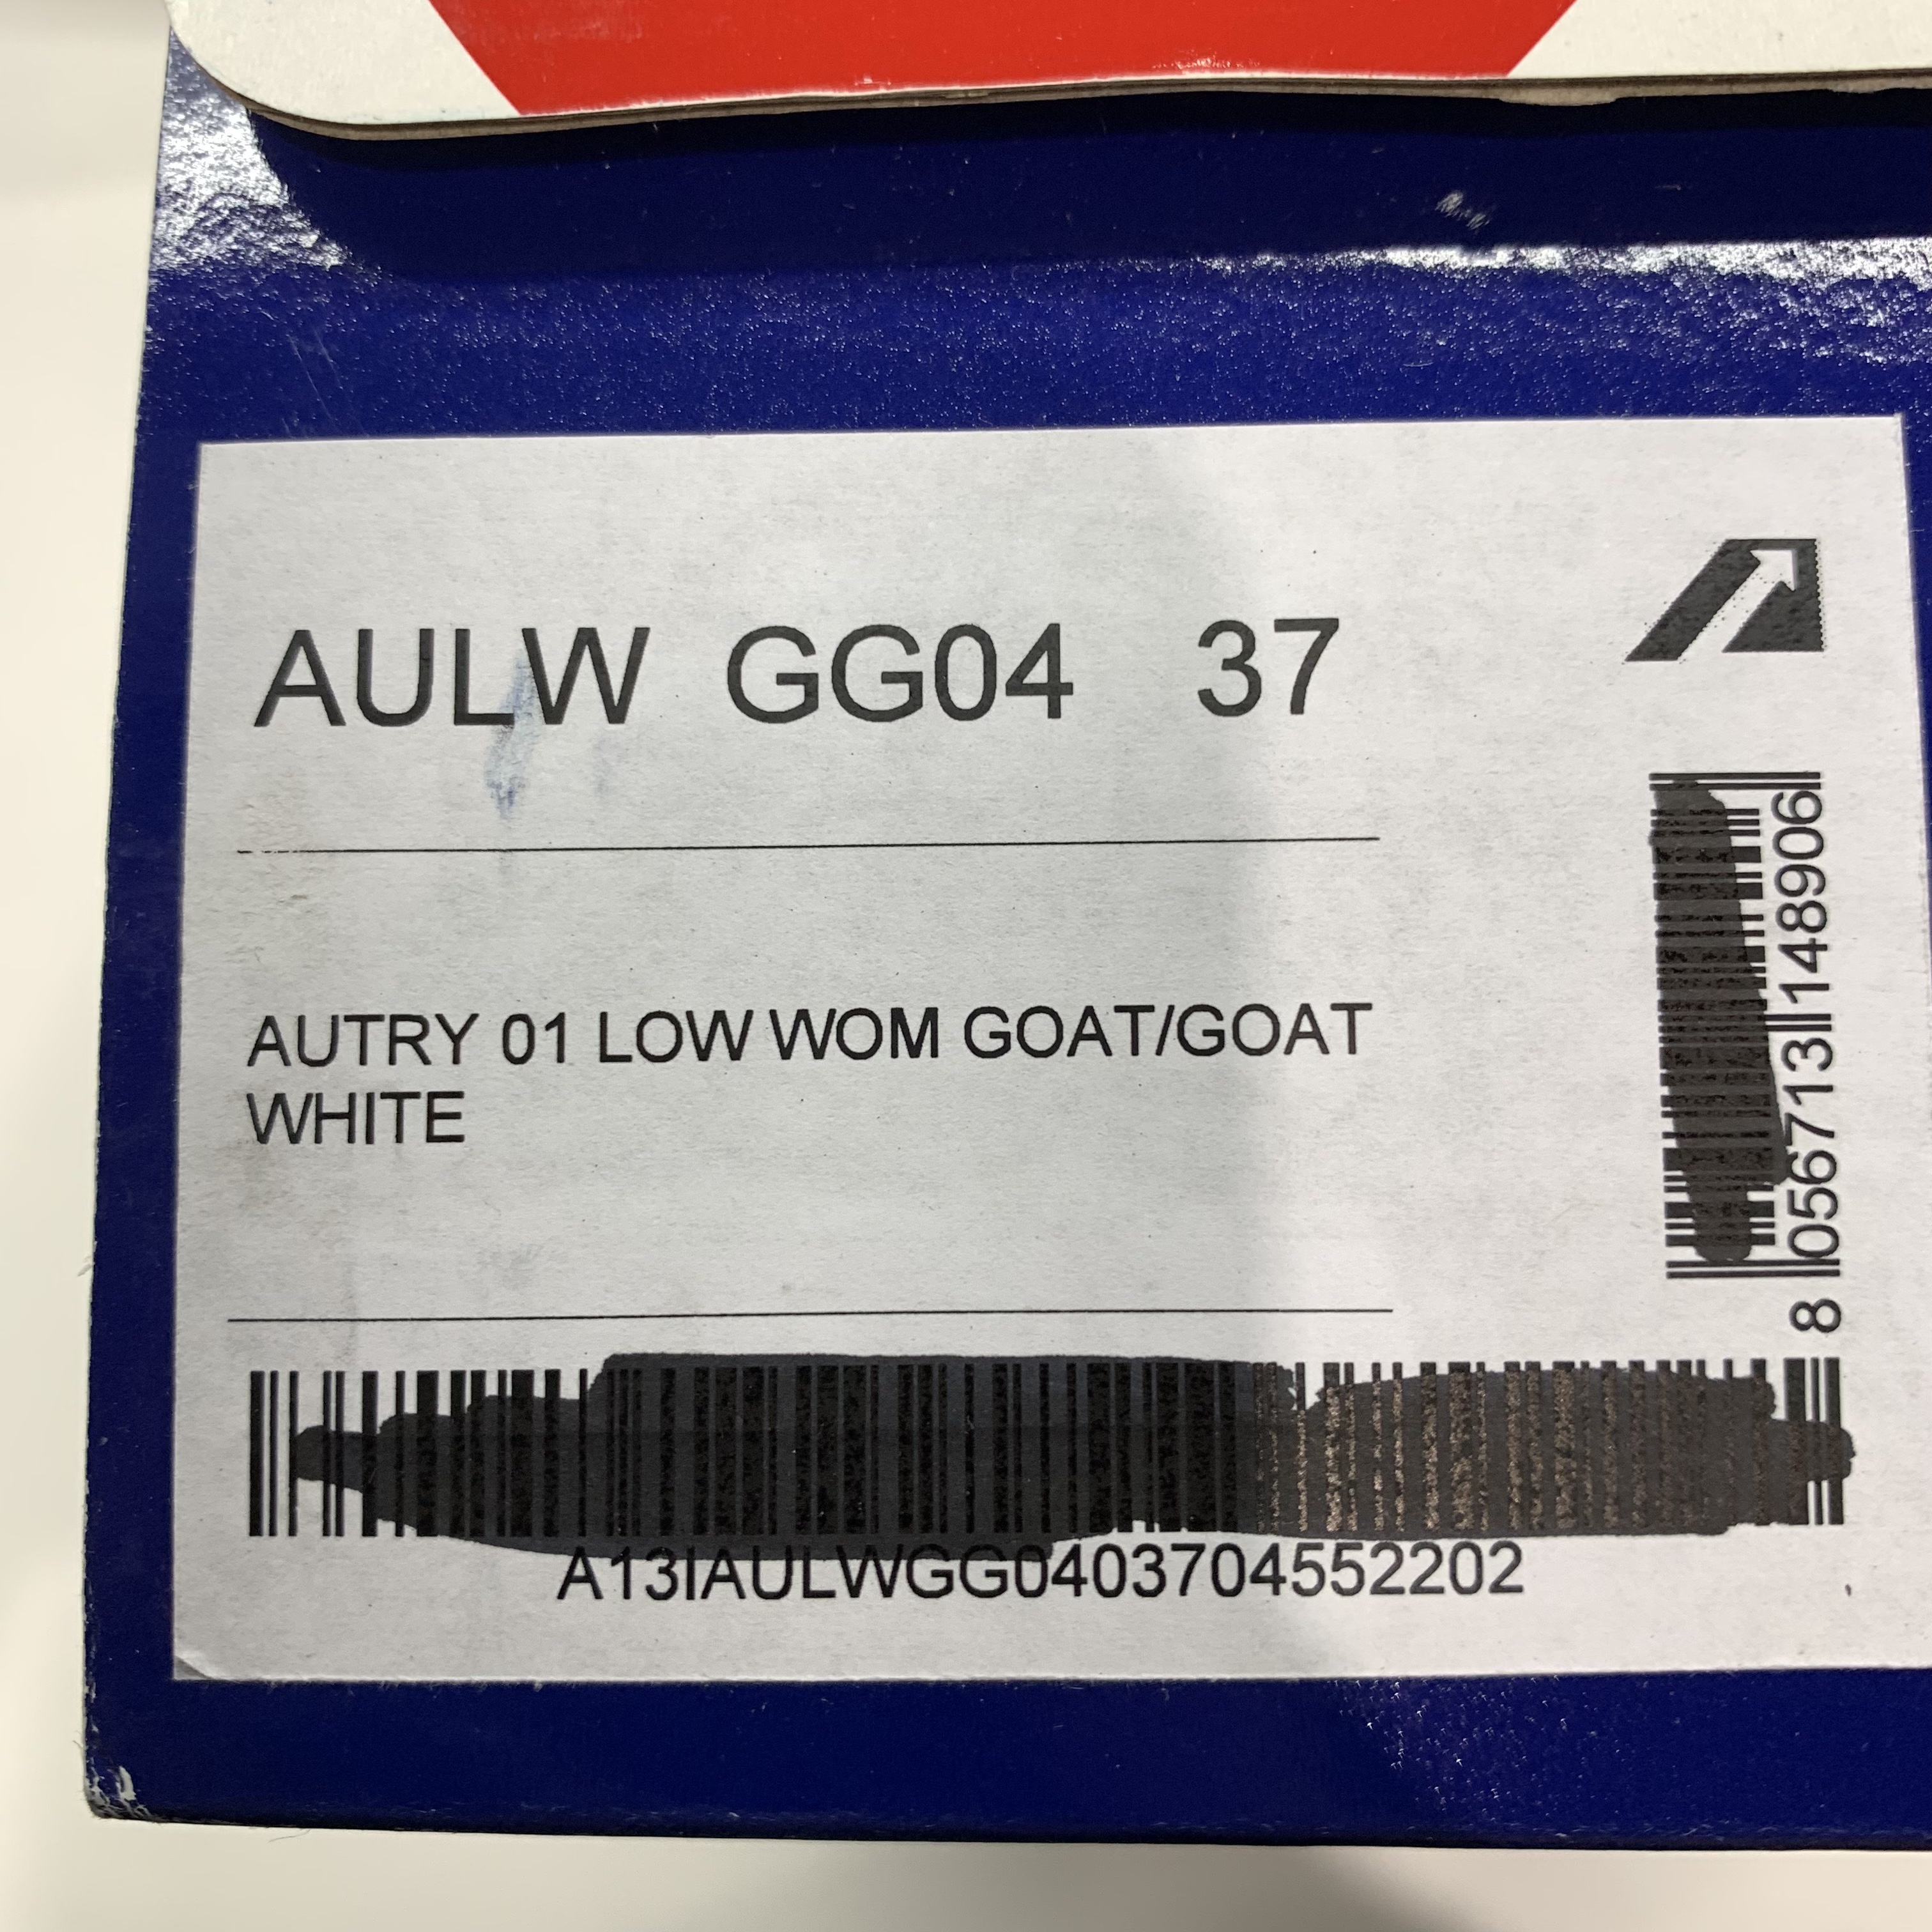 AULW GG04 37
AUTRY 01 LOW WOM GOAT/GOAT
WHITE
8 056713 148906
A13IAULWGG0403704552202